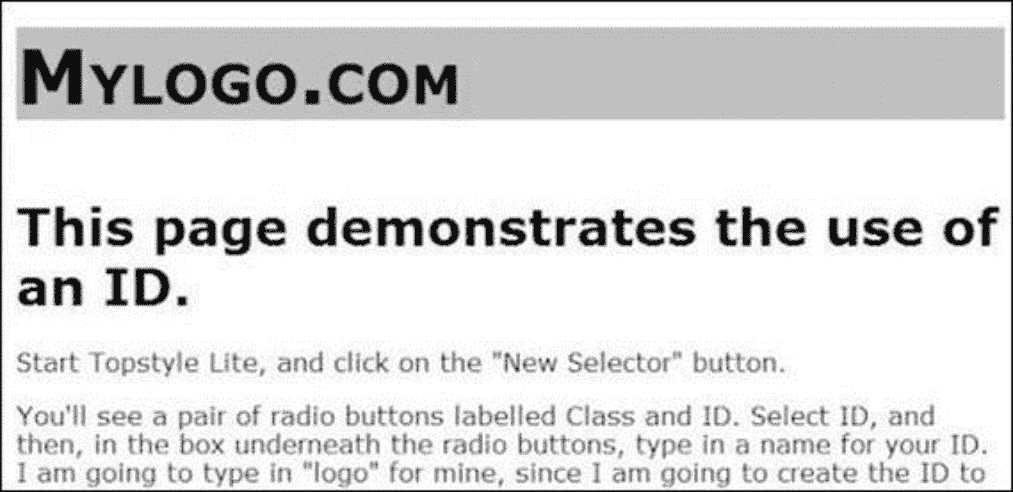 Mylogo.com
This page demonstrates the use of
an ID.
Start Topstyle Lite, and click on the "New Selector" button.
You'll see a pair of radio buttons labelled Class and ID. Select ID, and
then, in the box underneath the radio buttons, type in a name for your ID.
I am going to type in "logo" for mine, since I am going to create the ID to